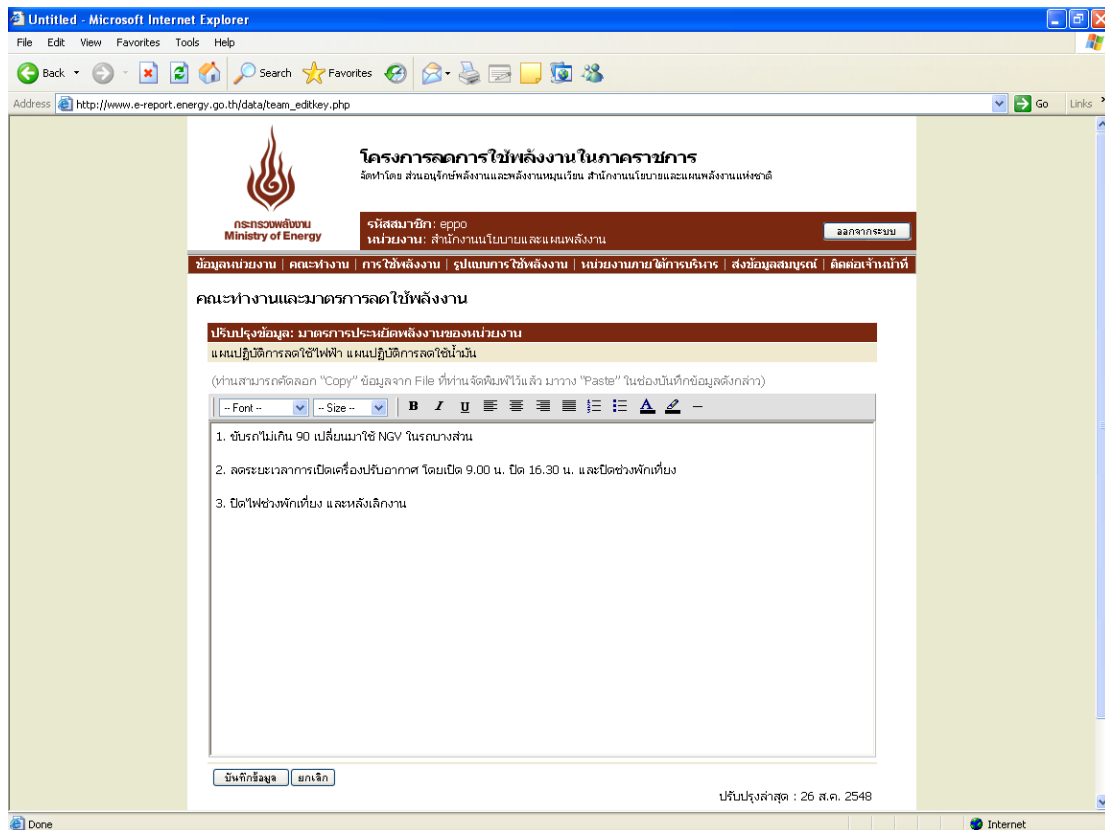 Untitled - Microsoft Internet Explorer
File Edit View Favorites Tools Help
Back Search Favorites
Address http://www.e-report.energy.go.th/data/team_editkey.php Go Links
โครงการลดการใช้พลังงานในภาคราชการ
จัดทำโดย ส่วนอนุรักษ์พลังงานและพลังงานหมุนเวียน สำนักงานนโยบายและแผนพลังงานแห่งชาติ
กระทรวงพลังงาน
Ministry of Energy
รหัสสมาชิก: eppo
หน่วยงาน: สำนักงานนโยบายและแผนพลังงาน
ออกจากระบบ
ข้อมูลหน่วยงาน | คณะทำงาน | การใช้พลังงาน | รูปแบบการใช้พลังงาน | หน่วยงานภายใต้การบริหาร | ส่งข้อมูลสมบูรณ์ | ติดต่อเจ้าหน้าที่
คณะทำงานและมาตรการลดใช้พลังงาน
ปรับปรุงข้อมูล: มาตรการประหยัดพลังงานของหน่วยงาน
แผนปฏิบัติการลดใช้ไฟฟ้า แผนปฏิบัติการลดใช้น้ำมัน
(ท่านสามารถคัดลอก "Copy" ข้อมูลจาก File ที่ท่านจัดพิมพ์ไว้แล้ว มาวาง "Paste" ในช่องบันทึกข้อมูลดังกล่าว)
-- Font -- -- Size -- B I U A
1. ขับรถไม่เกิน 90 เปลี่ยนมาใช้ NGV ในรถบางส่วน
2. ลดระยะเวลาการเปิดเครื่องปรับอากาศ โดยเปิด 9.00 น. ปิด 16.30 น. และปิดช่วงพักเที่ยง
3. ปิดไฟช่วงพักเที่ยง และหลังเลิกงาน
บันทึกข้อมูล ยกเลิก
ปรับปรุงล่าสุด : 26 ส.ค. 2548
Done Internet